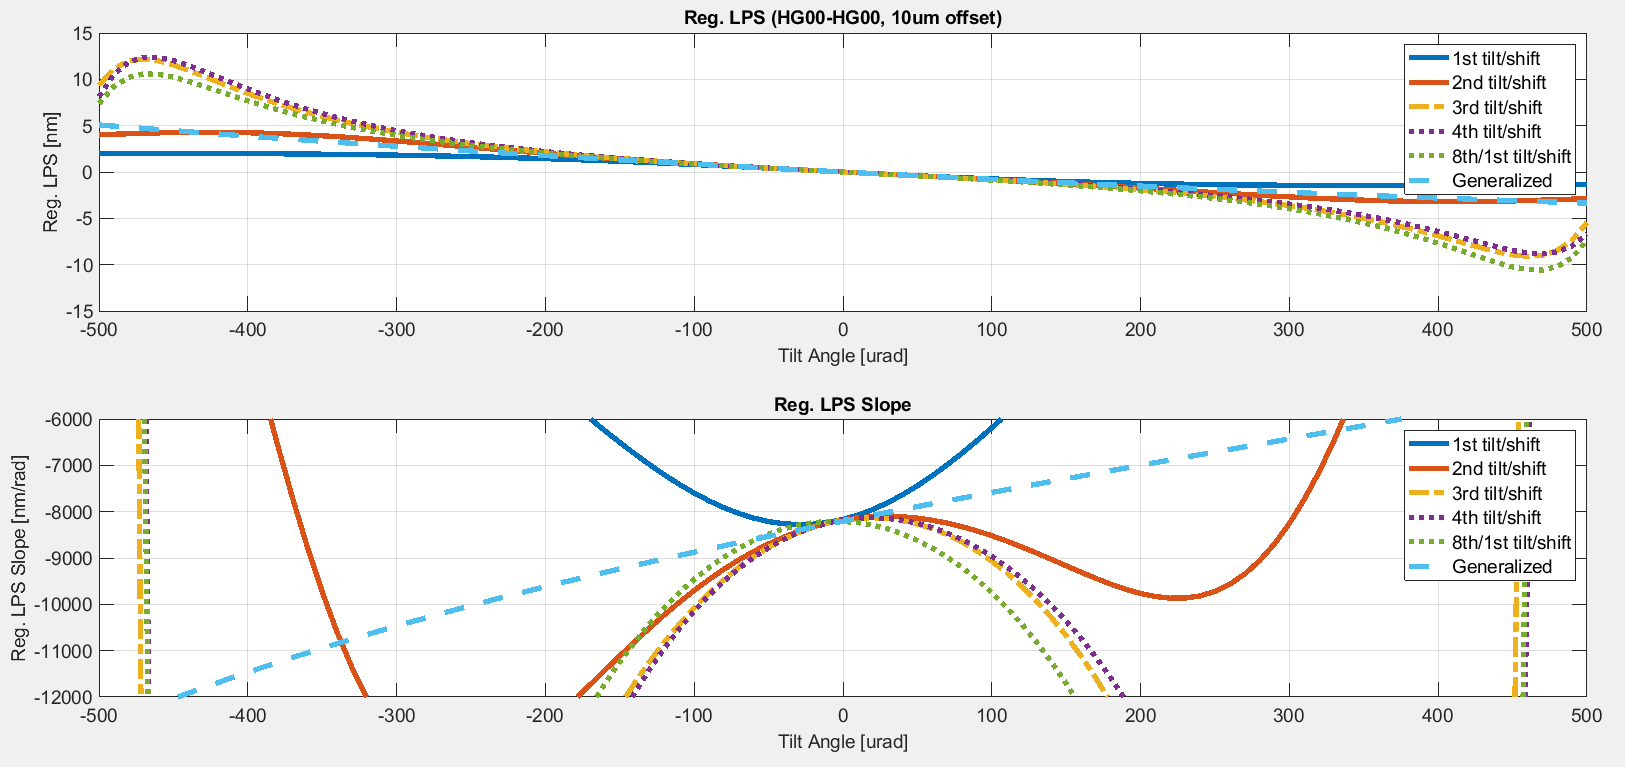 Reg. LPS (HG00-HG00, 10um offset)
15
10
5
0
-5
-10
-15
Reg. LPS [nm]
-500 -400 -300 -200 -100 0 100 200 300 400 500
Tilt Angle [urad]
1st tilt/shift
2nd tilt/shift
3rd tilt/shift
4th tilt/shift
8th/1st tilt/shift
Generalized
Reg. LPS Slope
-6000
-7000
-8000
-9000
-10000
-11000
-12000
Reg. LPS Slope [nm/rad]
-500 -400 -300 -200 -100 0 100 200 300 400 500
Tilt Angle [urad]
1st tilt/shift
2nd tilt/shift
3rd tilt/shift
4th tilt/shift
8th/1st tilt/shift
Generalized